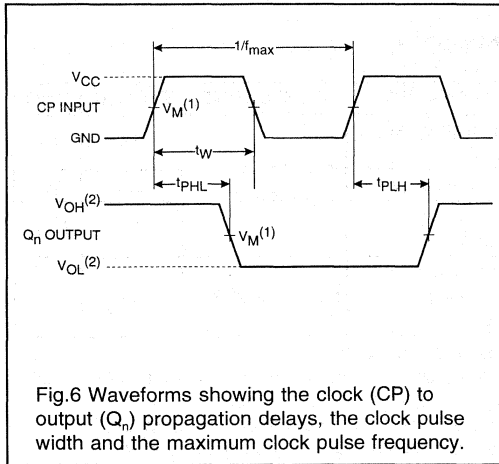 1/fmax
VCC
CP INPUT
VM(1)
GND
tW
tPHL
tPLH
VOH(2)
Qn OUTPUT
VM(1)
VOL(2)
Fig.6 Waveforms showing the clock (CP) to
output (Qn) propagation delays, the clock pulse
width and the maximum clock pulse frequency.